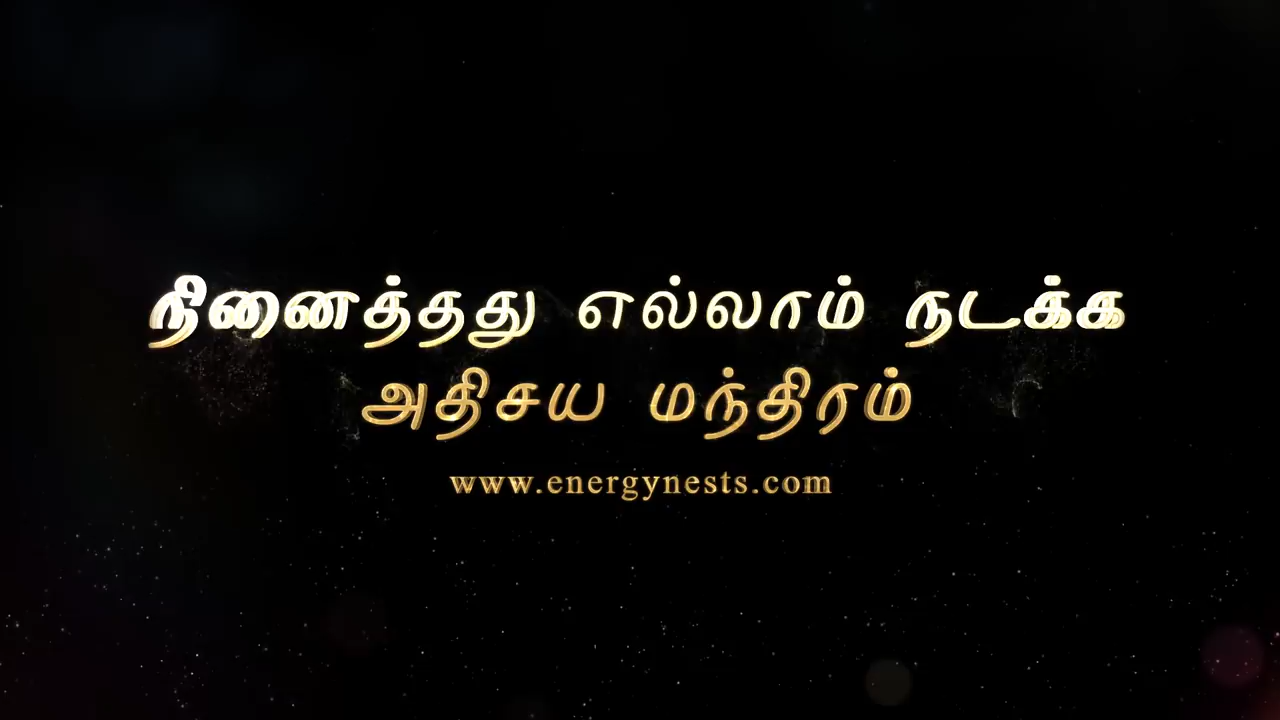 நினைத்தது எல்லாம் நடக்க
அதிசய மந்திரம்
www.energynests.com